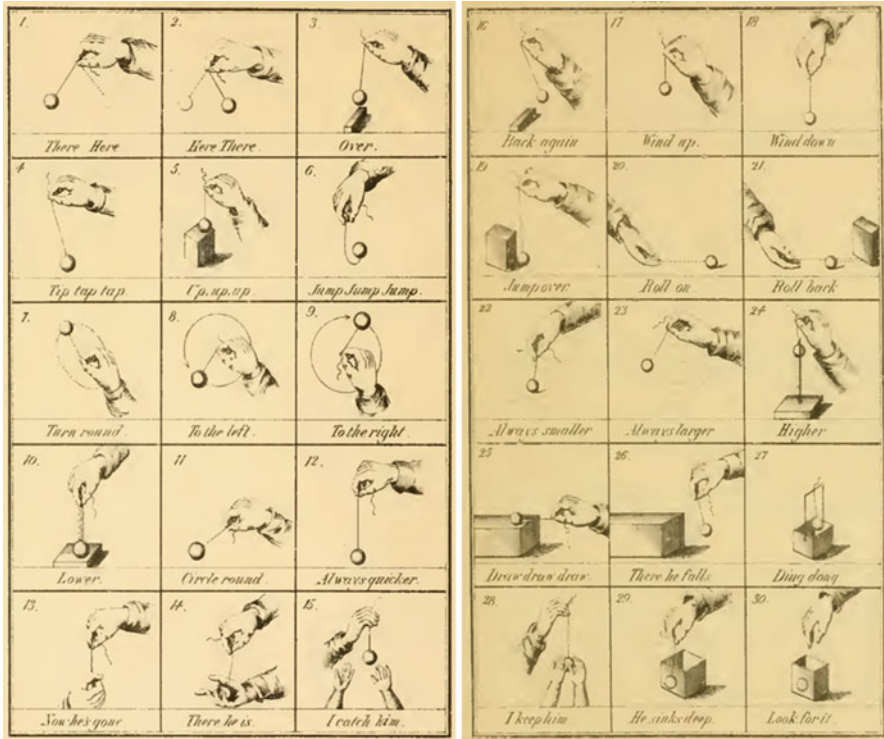 1.
There Here
2.
Here There.
3.
Over.
4
Tip tap tap.
5.
Up, up, up.
6.
Jump Jump Jump.
7.
Turn round.
8.
To the left.
9.
To the right.
10.
Lower.
11
Circle round.
12.
Always quicker.
13.
Now he's gone
14.
There he is.
15.
I catch him.
16
Back again
17
Wind up.
18
Wind down
19
Jump over.
20.
Roll on.
21.
Roll back
22
Always smaller
23
Always larger
24
Higher
25
Draw draw draw.
26
There he falls
27
Ding dong
28
I keep him
29.
He sinks deep.
30.
Look for it.